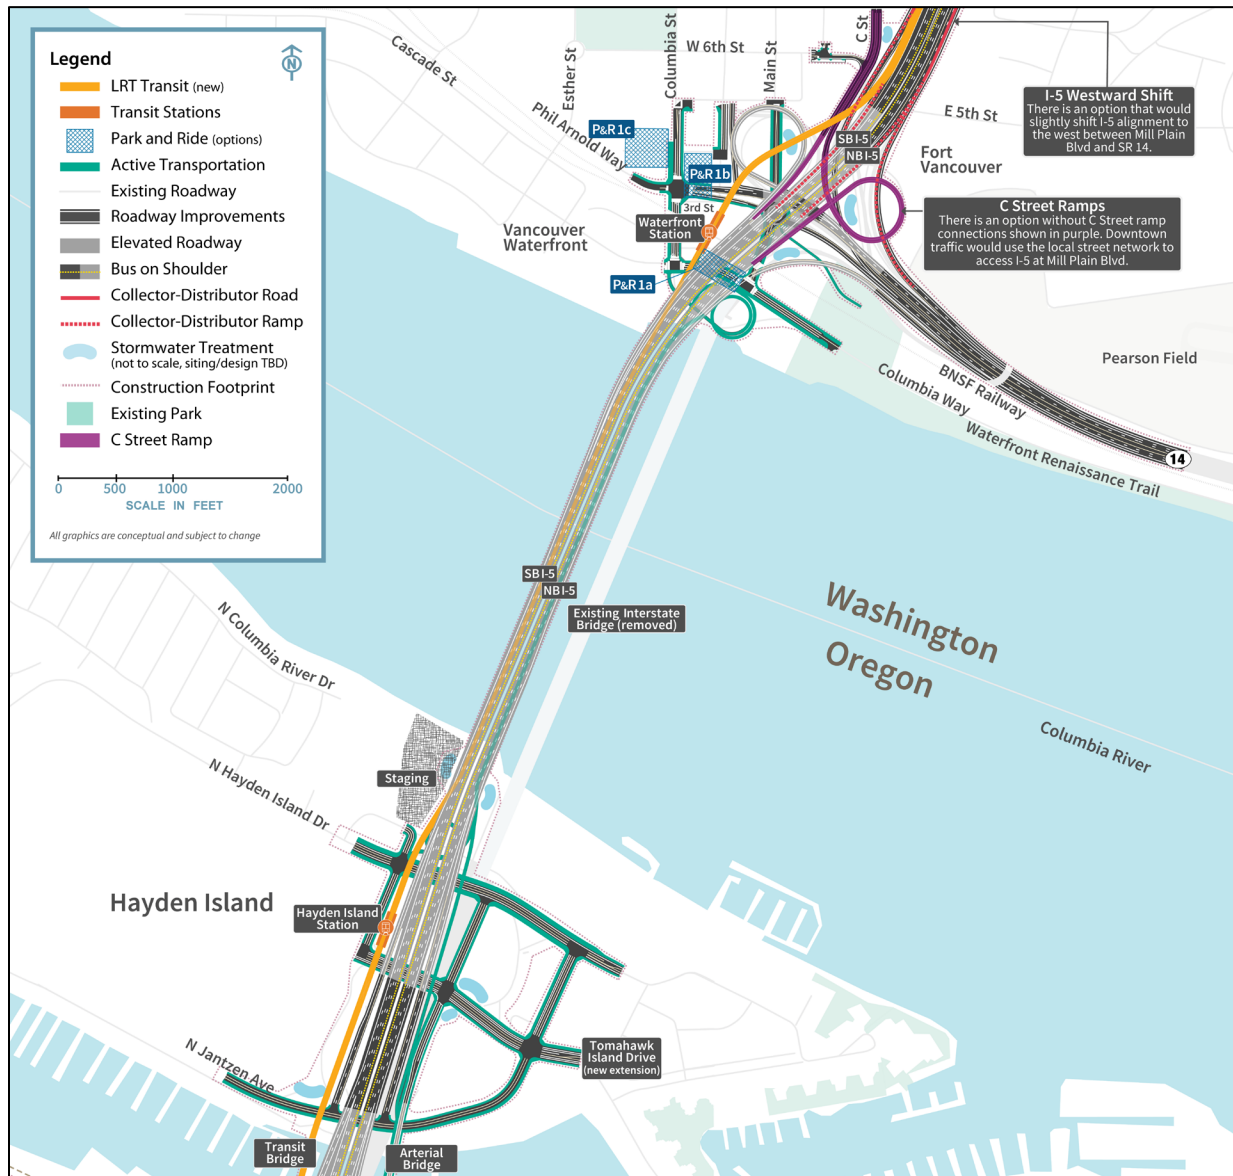 Legend
N
LRT Transit (new)
Transit Stations
Park and Ride (options)
Active Transportation
Existing Roadway
Roadway Improvements
Elevated Roadway
Bus on Shoulder
Collector-Distributor Road
Collector-Distributor Ramp
Stormwater Treatment
(not to scale, siting/design TBD)
Construction Footprint
Existing Park
C Street Ramp
0 500 1000 2000
SCALE IN FEET
All graphics are conceptual and subject to change
Cascade St
Esther St
Columbia St
W 6th St
Main St
C St
Phil Arnold Way
P&R 1c
P&R 1b
3rd St
Waterfront
Station
Vancouver
Waterfront
P&R 1a
SB I-5
NB I-5
E 5th St
Fort
Vancouver
I-5 Westward Shift
There is an option that would
slightly shift I-5 alignment to
the west between Mill Plain
Blvd and SR 14.
C Street Ramps
There is an option without C Street ramp
connections shown in purple. Downtown
traffic would use the local street network to
access I-5 at Mill Plain Blvd.
Pearson Field
BNSF Railway
Columbia Way
Waterfront Renaissance Trail
14
SB I-5
NB I-5
Existing Interstate
Bridge (removed)
Washington
Oregon
Columbia River
N Columbia River Dr
N Hayden Island Dr
Staging
Hayden Island
Hayden Island
Station
N Jantzen Ave
Tomahawk
Island Drive
(new extension)
Transit
Bridge
Arterial
Bridge